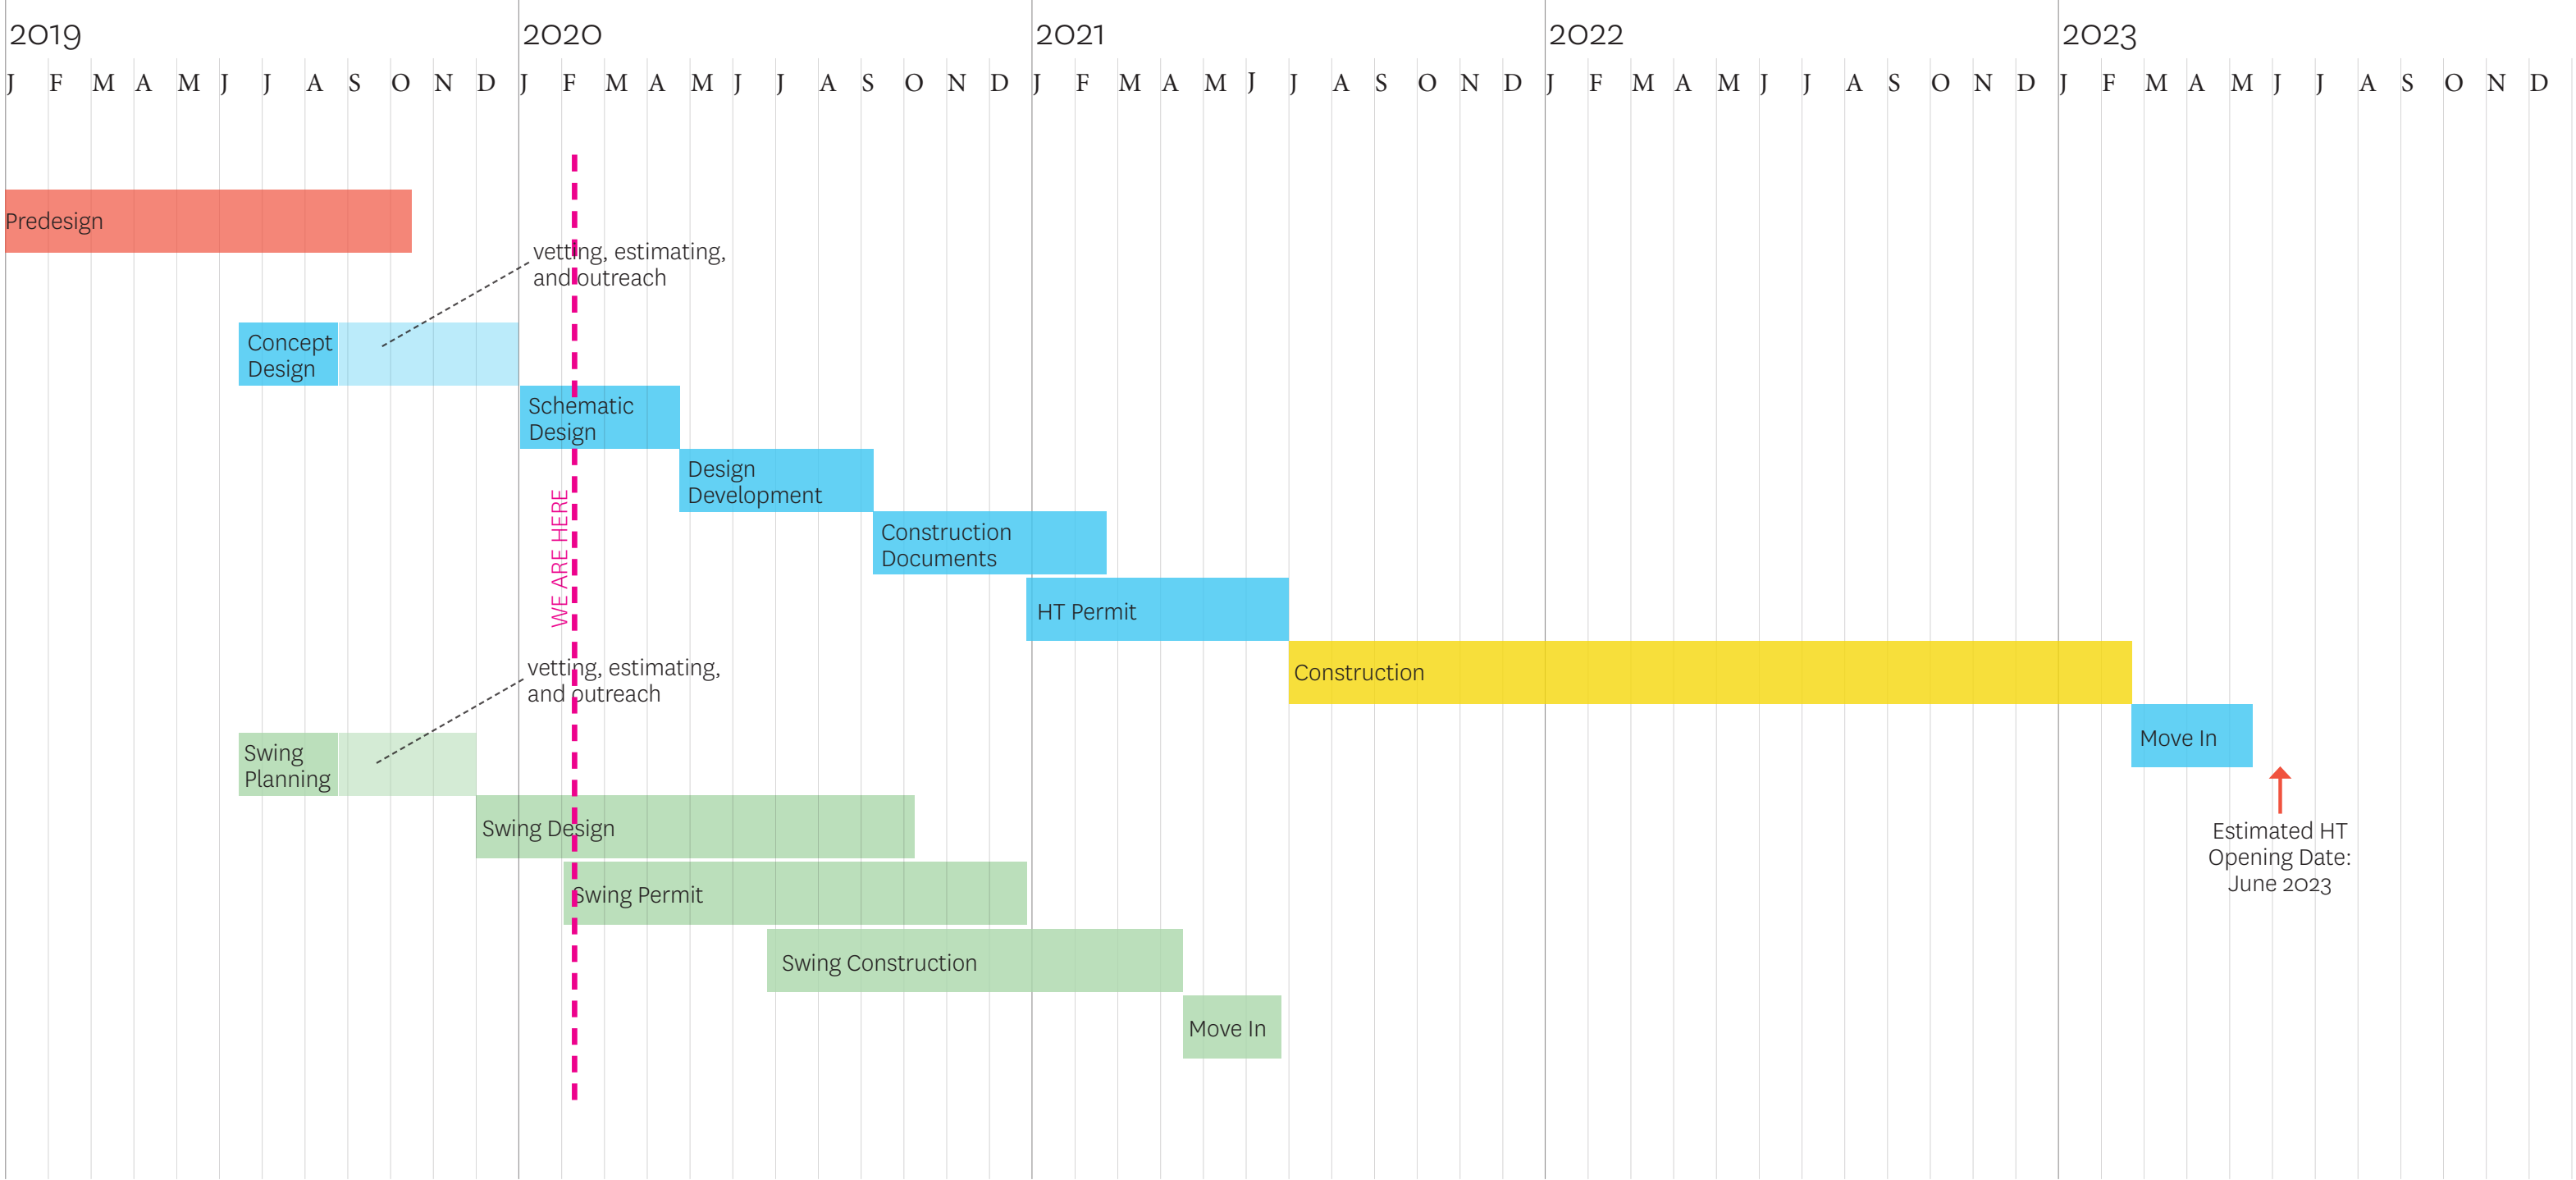 2019 2020 2021 2022 2023
J F M A M J J A S O N D J F M A M J J A S O N D J F M A M J J A S O N D J F M A M J J A S O N D J F M A M J J A S O N D
Predesign
vetting, estimating,
and outreach
Concept
Design
Schematic
Design
Design
Development
WE ARE HERE
Construction
Documents
HT Permit
Construction
vetting, estimating,
and outreach
Move In
Swing
Planning
Swing Design
Estimated HT
Opening Date:
June 2023
Swing Permit
Swing Construction
Move In